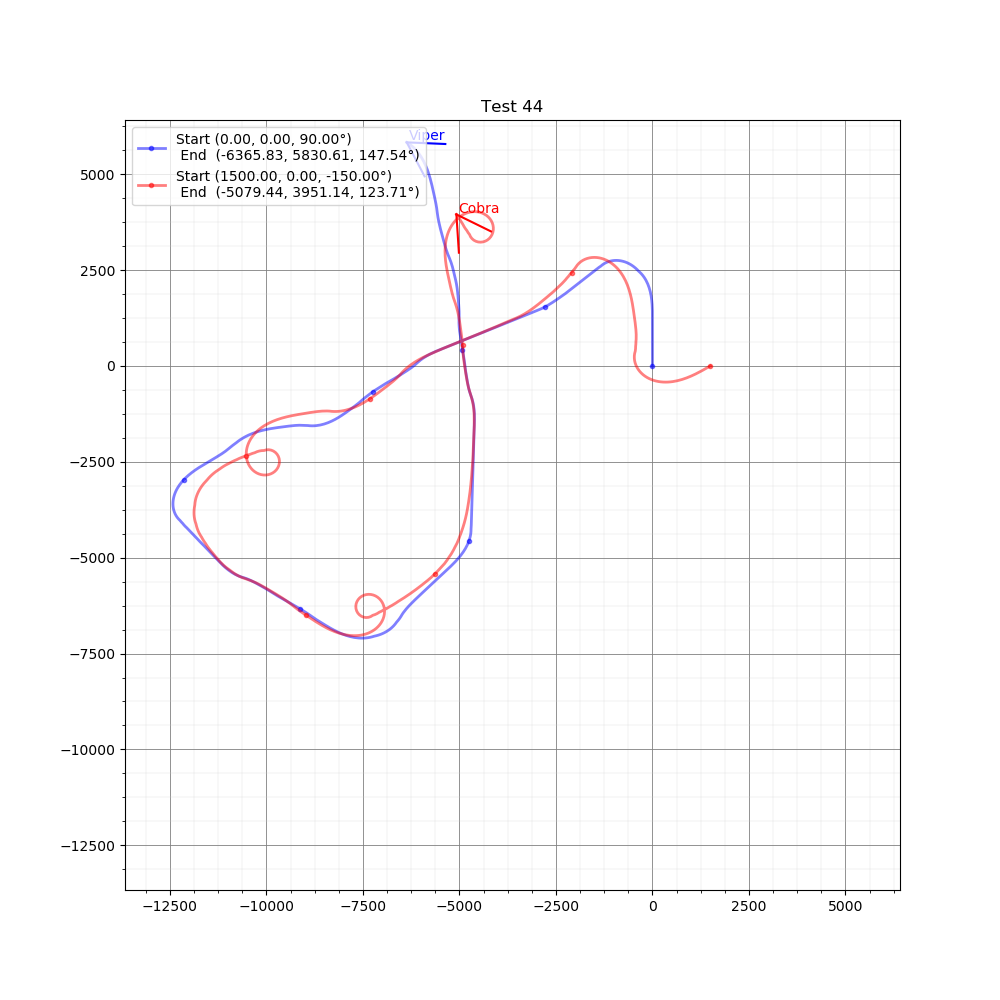 Test 44
Start (0.00, 0.00, 90.00°)
End  (-6365.83, 5830.61, 147.54°)
Start (1500.00, 0.00, -150.00°)
End  (-5079.44, 3951.14, 123.71°)
Viper
Cobra
5000
2500
0
−2500
−5000
−7500
−10000
−12500
−12500 −10000 −7500 −5000 −2500 0 2500 5000